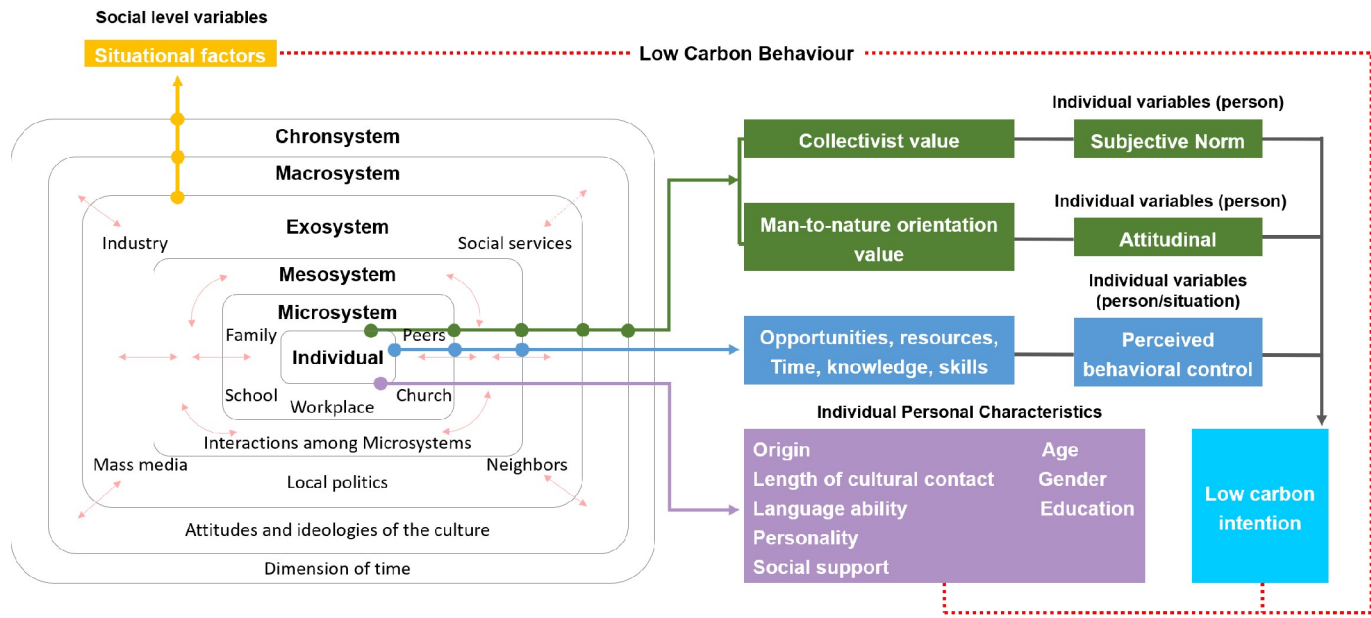 Social level variables
Situational factors
Low Carbon Behaviour
Chronsystem
Macrosystem
Exosystem
Industry
Social services
Mesosystem
Microsystem
Family
Peers
Individual
School
Church
Workplace
Interactions among Microsystems
Mass media
Neighbors
Local politics
Attitudes and ideologies of the culture
Dimension of time
Individual variables (person)
Collectivist value
Subjective Norm
Individual variables (person)
Man-to-nature orientation
value
Attitudinal
Individual variables
(person/situation)
Opportunities, resources,
Time, knowledge, skills
Perceived
behavioral control
Individual Personal Characteristics
Origin
Age
Length of cultural contact
Gender
Language ability
Education
Personality
Social support
Low carbon
intention